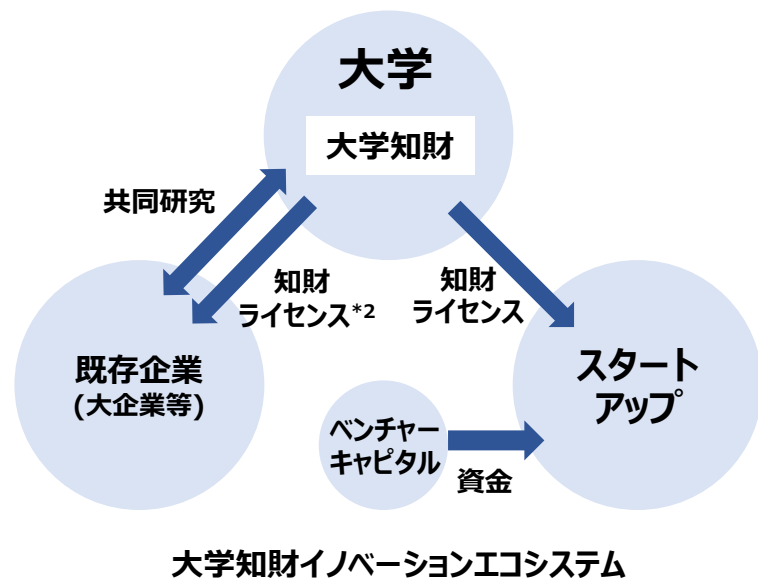 大学
大学知財
共同研究
知財
ライセンス*2
知財
ライセンス
既存企業
(大企業等)
スタート
アップ
ベンチャー
キャピタル
資金
大学知財イノベーションエコシステム